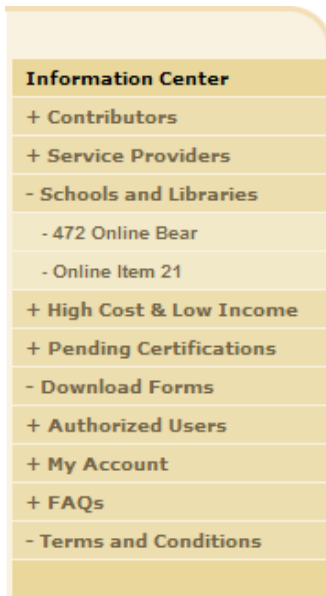 Information Center
+ Contributors
+ Service Providers
- Schools and Libraries
- 472 Online Bear
- Online Item 21
+ High Cost & Low Income
+ Pending Certifications
- Download Forms
+ Authorized Users
+ My Account
+ FAQs
- Terms and Conditions